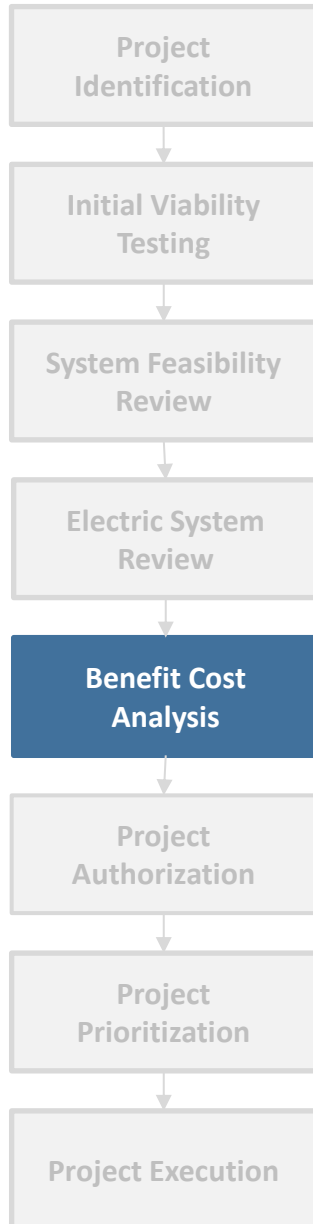 Project
Identification
Initial Viability
Testing
System Feasibility
Review
Electric System
Review
Benefit Cost
Analysis
Project
Authorization
Project
Prioritization
Project Execution